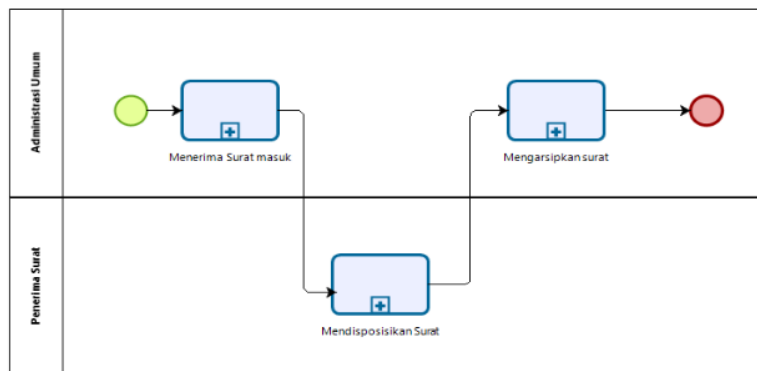 Administrasi Umum
Menerima Surat masuk
Mengarsipkan surat
Penerima Surat
Mendisposisikan Surat